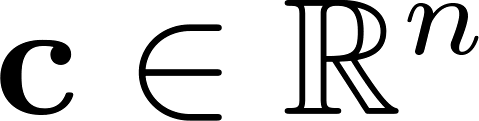 𝐜 ∈ ℝⁿ